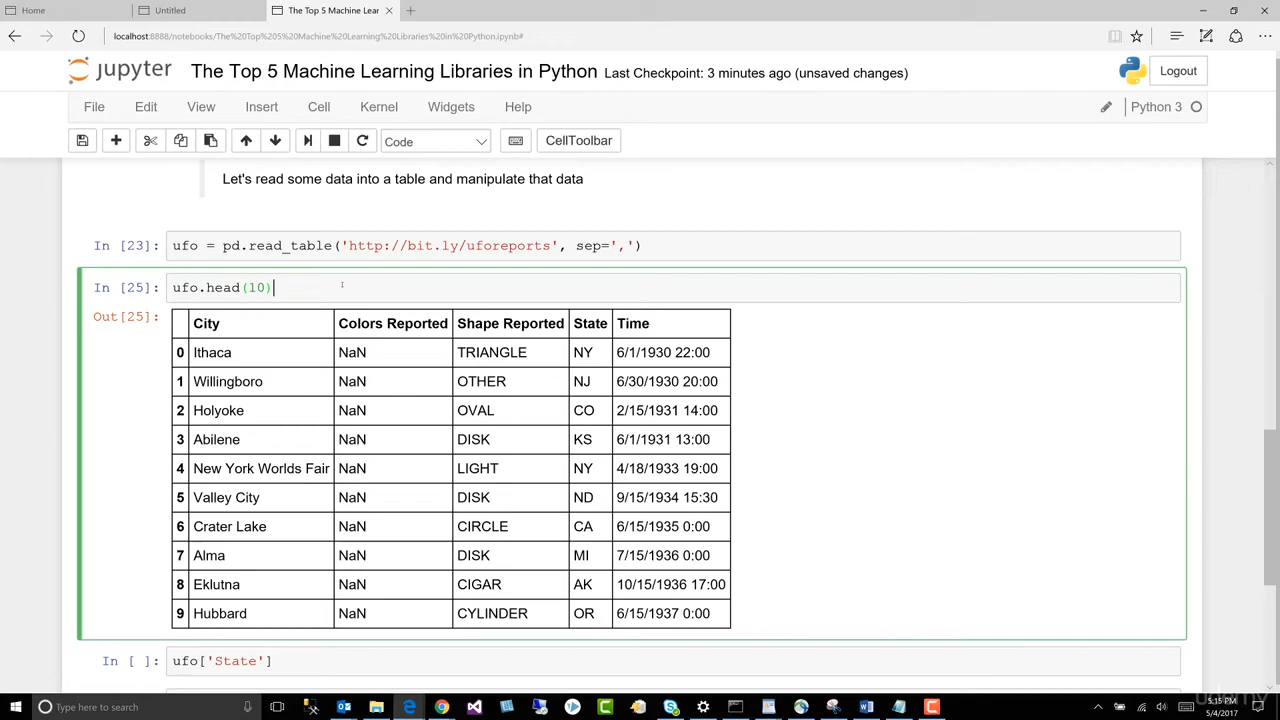 Home Untitled The Top 5 Machine Learni
localhost:8888/notebooks/The%20Top%205%20Machine%20Learning%20Libraries%20in%20Python.ipynb#
jupyter The Top 5 Machine Learning Libraries in Python Last Checkpoint: 3 minutes ago (unsaved changes) Logout
File Edit View Insert Cell Kernel Widgets Help Python 3
Code CellToolbar
Let's read some data into a table and manipulate that data
In [23]: ufo = pd.read_table('http://bit.ly/uforeports', sep=',')
In [25]: ufo.head(10)
Out[25]:
City Colors Reported Shape Reported State Time
0 Ithaca NaN TRIANGLE NY 6/1/1930 22:00
1 Willingboro NaN OTHER NJ 6/30/1930 20:00
2 Holyoke NaN OVAL CO 2/15/1931 14:00
3 Abilene NaN DISK KS 6/1/1931 13:00
4 New York Worlds Fair NaN LIGHT NY 4/18/1933 19:00
5 Valley City NaN DISK ND 9/15/1934 15:30
6 Crater Lake NaN CIRCLE CA 6/15/1935 0:00
7 Alma NaN DISK MI 7/15/1936 0:00
8 Eklutna NaN CIGAR AK 10/15/1936 17:00
9 Hubbard NaN CYLINDER OR 6/15/1937 0:00
In [ ]: ufo['State']
Type here to search
5:15 PM
5/4/2017
udemy